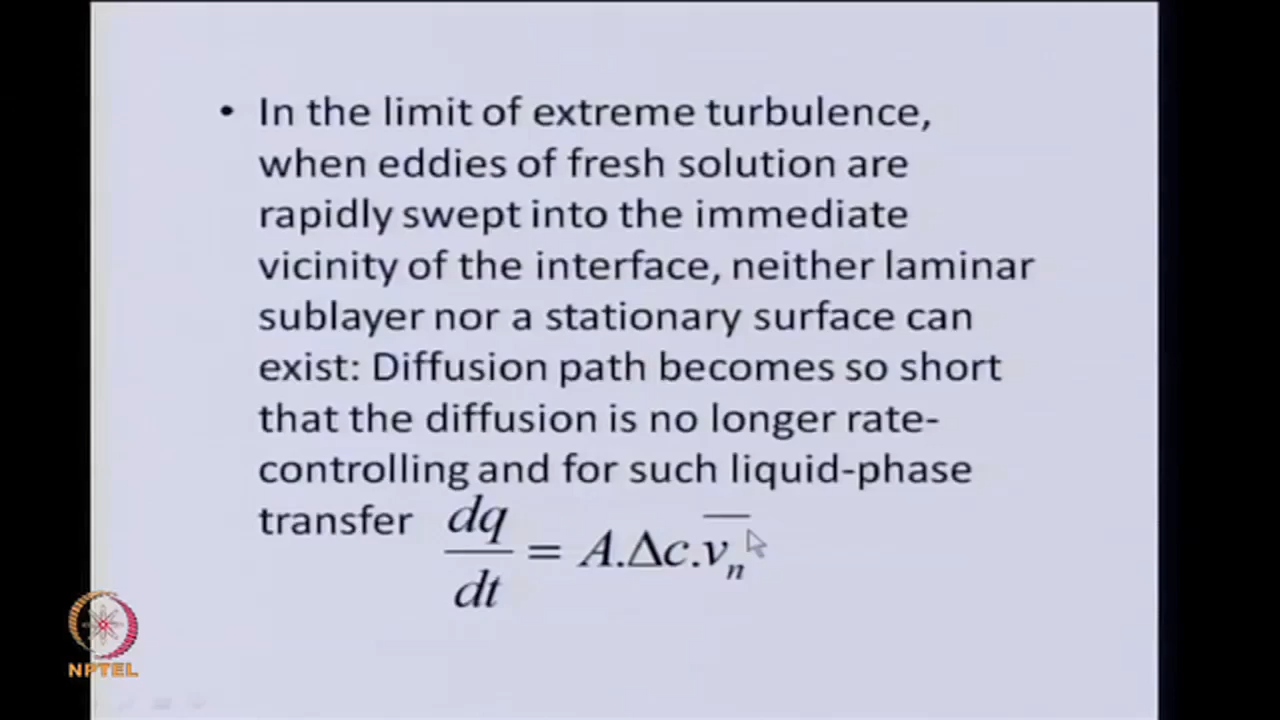 • In the limit of extreme turbulence,
when eddies of fresh solution are
rapidly swept into the immediate
vicinity of the interface, neither laminar
sublayer nor a stationary surface can
exist: Diffusion path becomes so short
that the diffusion is no longer rate-
controlling and for such liquid-phase
transfer dq/dt = A.Δc.v̅ₙ
NPTEL